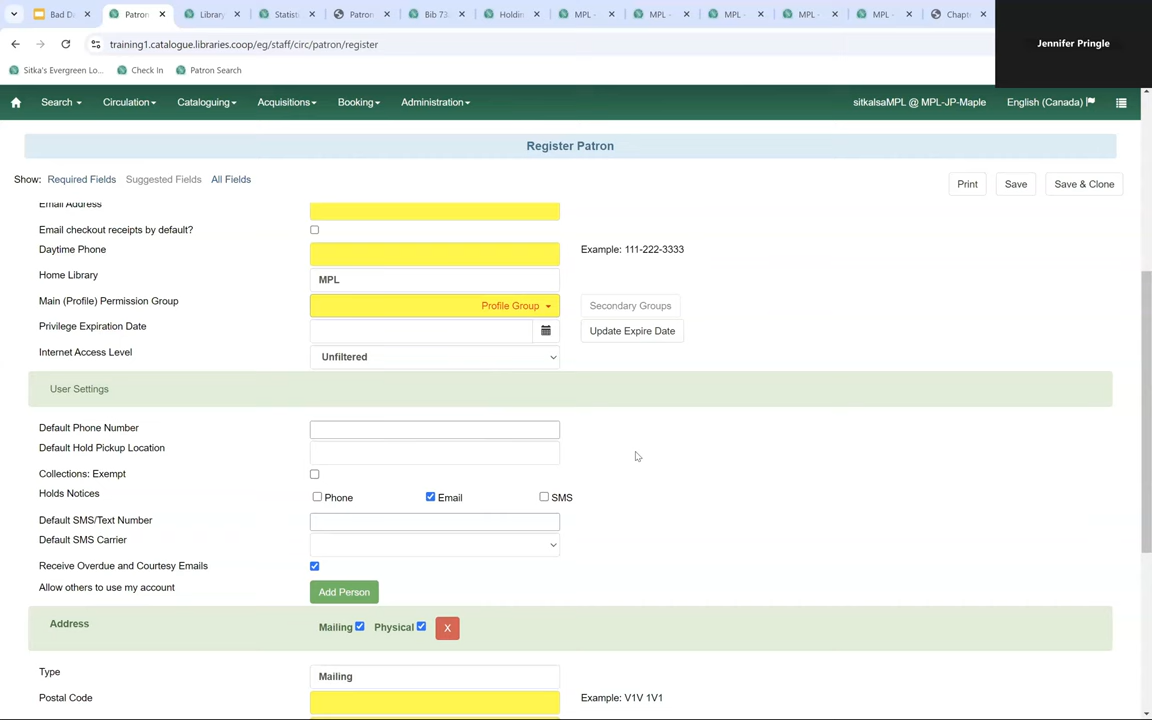 Bad D
Patron
Library
Statist
Patron
Bib 73
Holdin
MPL -
MPL -
MPL -
MPL -
MPL -
Chapt
Jennifer Pringle
training1.catalogue.libraries.coop/eg/staff/circ/patron/register
Sitka's Evergreen Lo... Check In Patron Search
Search Circulation Cataloguing Acquisitions Booking Administration sitkalsaMPL @ MPL-JP-Maple English (Canada)
Register Patron
Show: Required Fields Suggested Fields All Fields Print Save Save & Clone
Email Address
Email checkout receipts by default?
Daytime Phone Example: 111-222-3333
Home Library MPL
Main (Profile) Permission Group Profile Group Secondary Groups
Privilege Expiration Date Update Expire Date
Internet Access Level Unfiltered
User Settings
Default Phone Number
Default Hold Pickup Location
Collections: Exempt
Holds Notices Phone Email SMS
Default SMS/Text Number
Default SMS Carrier
Receive Overdue and Courtesy Emails
Allow others to use my account Add Person
Address Mailing Physical X
Type Mailing
Postal Code Example: V1V 1V1